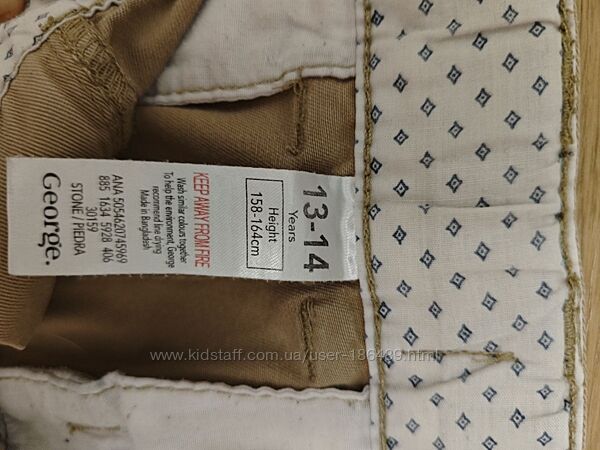 13-14
Years
Height
158-164cm
KEEP AWAY FROM FIRE
Wash similar colours together
To help the environment, George
recommend line drying
Made in Bangladesh
ANA 5054620745969
885 1634 5928 406
30159
STONE/PIEDRA
George.
www.kidstaff.com.ua/user-186489.html